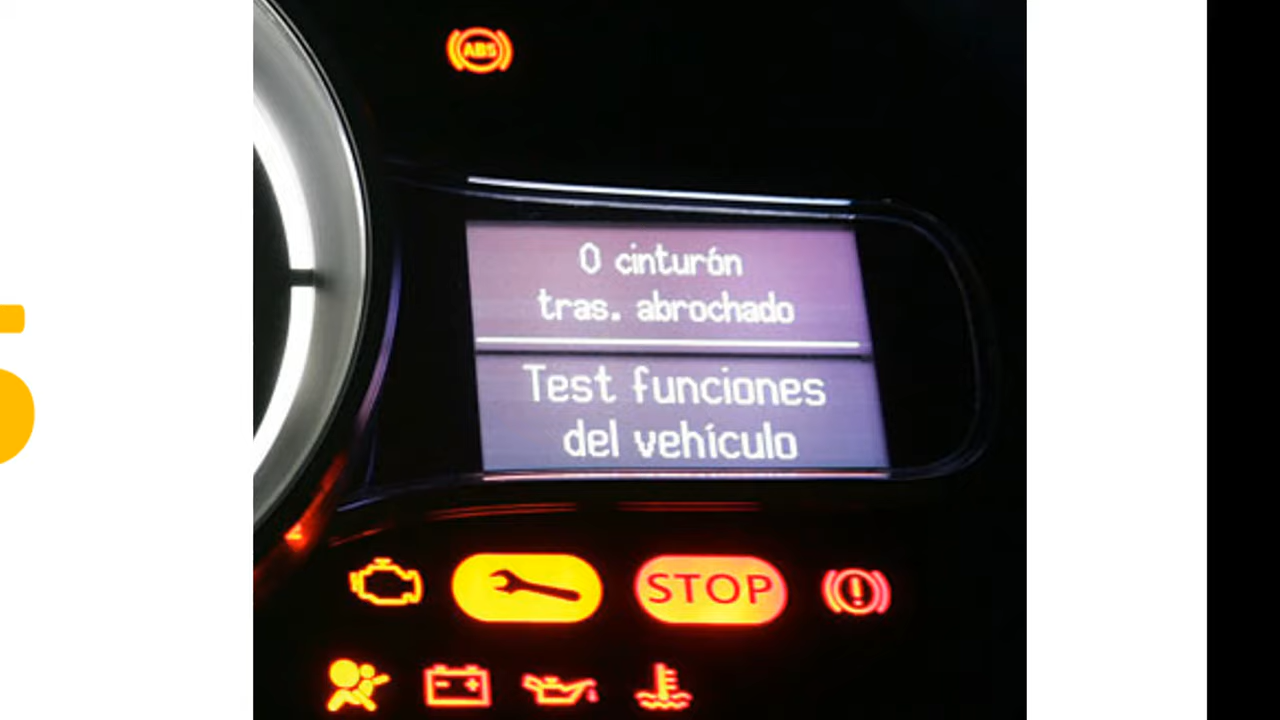 ABS
0 cinturón
tras. abrochado
Test funciones
del vehículo
STOP